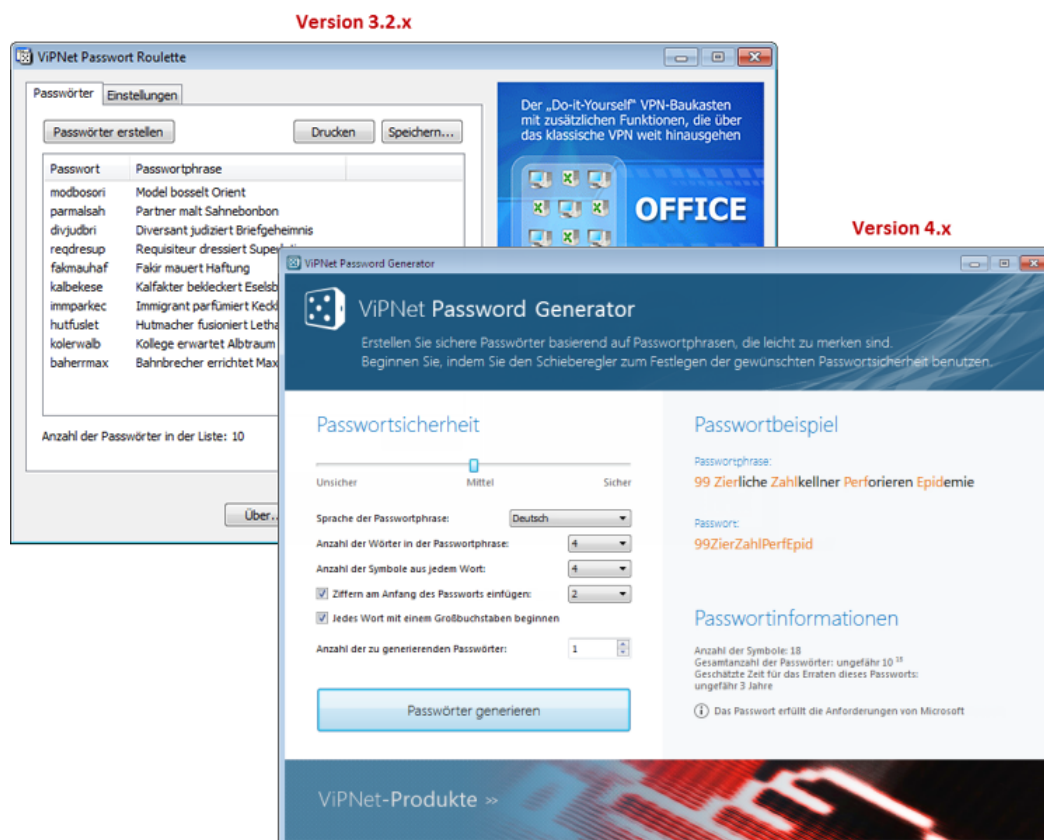 Version 3.2.x
ViPNet Passwort Roulette
Passwörter Einstellungen
Passwörter erstellen Drucken Speichern...
Passwort Passwortphrase
modbosori Model bosselt Orient
parmalsah Partner malt Sahnebonbon
divjudbri Diversant judiziert Briefgeheimnis
reqdresup Requisiteur dressiert
fakmauhaf Fakir mauert Haftung
kalbekese Kalfakter bekleckert
immparkec Immigrant parfümiert
hutfuslet Hutmacher fusioniert
kolerwalb Kollege erwartet Albtraum
baherrmax Bahnbrecher errichtet Max
Anzahl der Passwörter in der Liste: 10
Über...
Der „Do-it-Yourself" VPN-Baukasten
mit zusätzlichen Funktionen, die über
das klassische VPN weit hinausgehen
OFFICE
Version 4.x
ViPNet Password Generator
ViPNet Password Generator
Erstellen Sie sichere Passwörter basierend auf Passwortphrasen, die leicht zu merken sind.
Beginnen Sie, indem Sie den Schieberegler zum Festlegen der gewünschten Passwortsicherheit benutzen.
Passwortsicherheit
Unsicher Mittel Sicher
Sprache der Passwortphrase: Deutsch
Anzahl der Wörter in der Passwortphrase: 4
Anzahl der Symbole aus jedem Wort: 4
Ziffern am Anfang des Passworts einfügen: 2
Jedes Wort mit einem Großbuchstaben beginnen
Anzahl der zu generierenden Passwörter: 1
Passwörter generieren
Passwortbeispiel
Passwortphrase:
99 Zierliche Zahlkellner Perforieren Epidemie
Passwort:
99ZierZahlPerfEpid
Passwortinformationen
Anzahl der Symbole: 18
Gesamtanzahl der Passwörter: ungefähr 10
Geschätzte Zeit für das Erraten dieses Passworts:
ungefähr 3 Jahre
Das Passwort erfüllt die Anforderungen von Microsoft
ViPNet-Produkte »